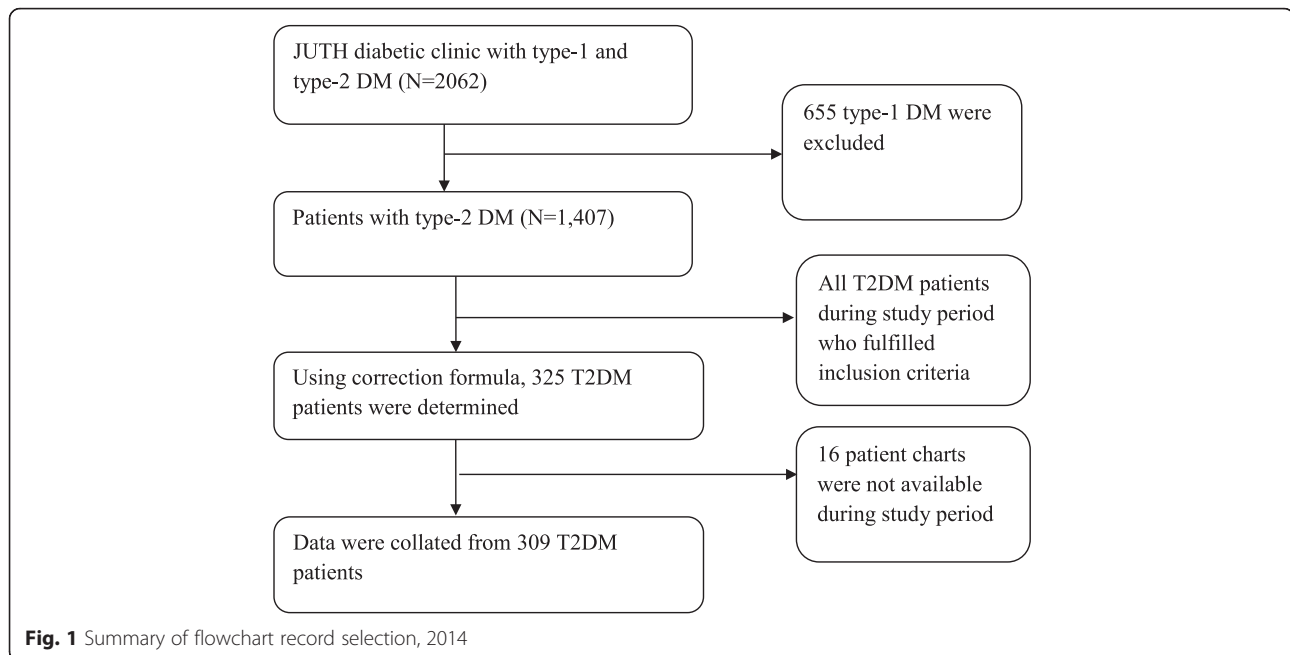 JUTH diabetic clinic with type-1 and
type-2 DM (N=2062)
655 type-1 DM were
excluded
Patients with type-2 DM (N=1,407)
All T2DM patients
during study period
who fulfilled
inclusion criteria
Using correction formula, 325 T2DM
patients were determined
16 patient charts
were not available
during study period
Data were collated from 309 T2DM
patients
Fig. 1 Summary of flowchart record selection, 2014